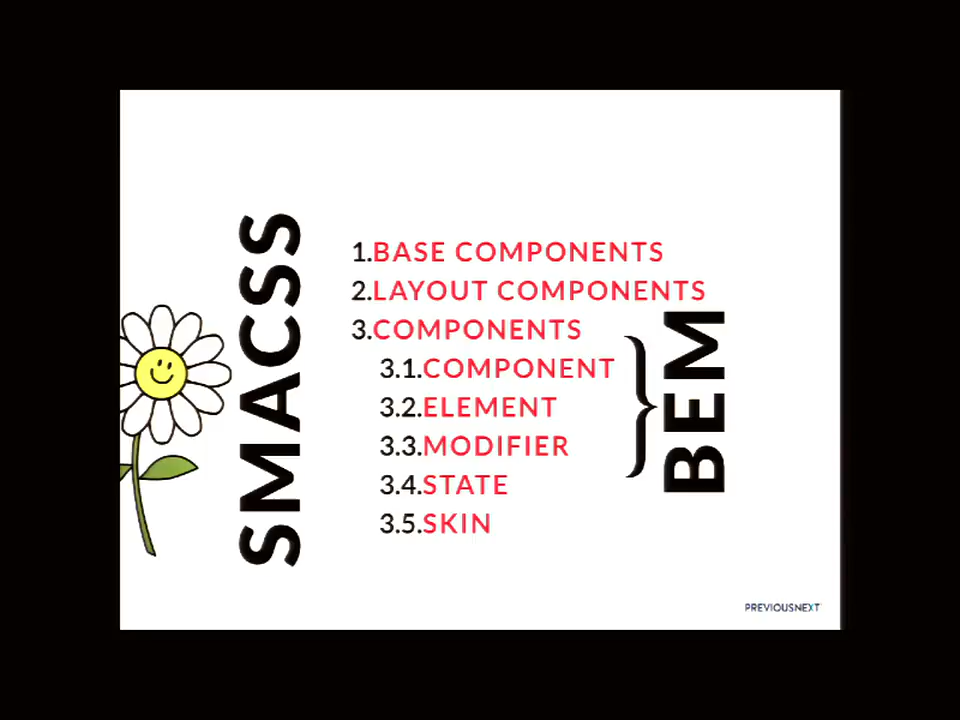 SMACSS
1.BASE COMPONENTS
2.LAYOUT COMPONENTS
3.COMPONENTS
3.1.COMPONENT
3.2.ELEMENT
3.3.MODIFIER
3.4.STATE
3.5.SKIN
BEM
PREVIOUSNEXT